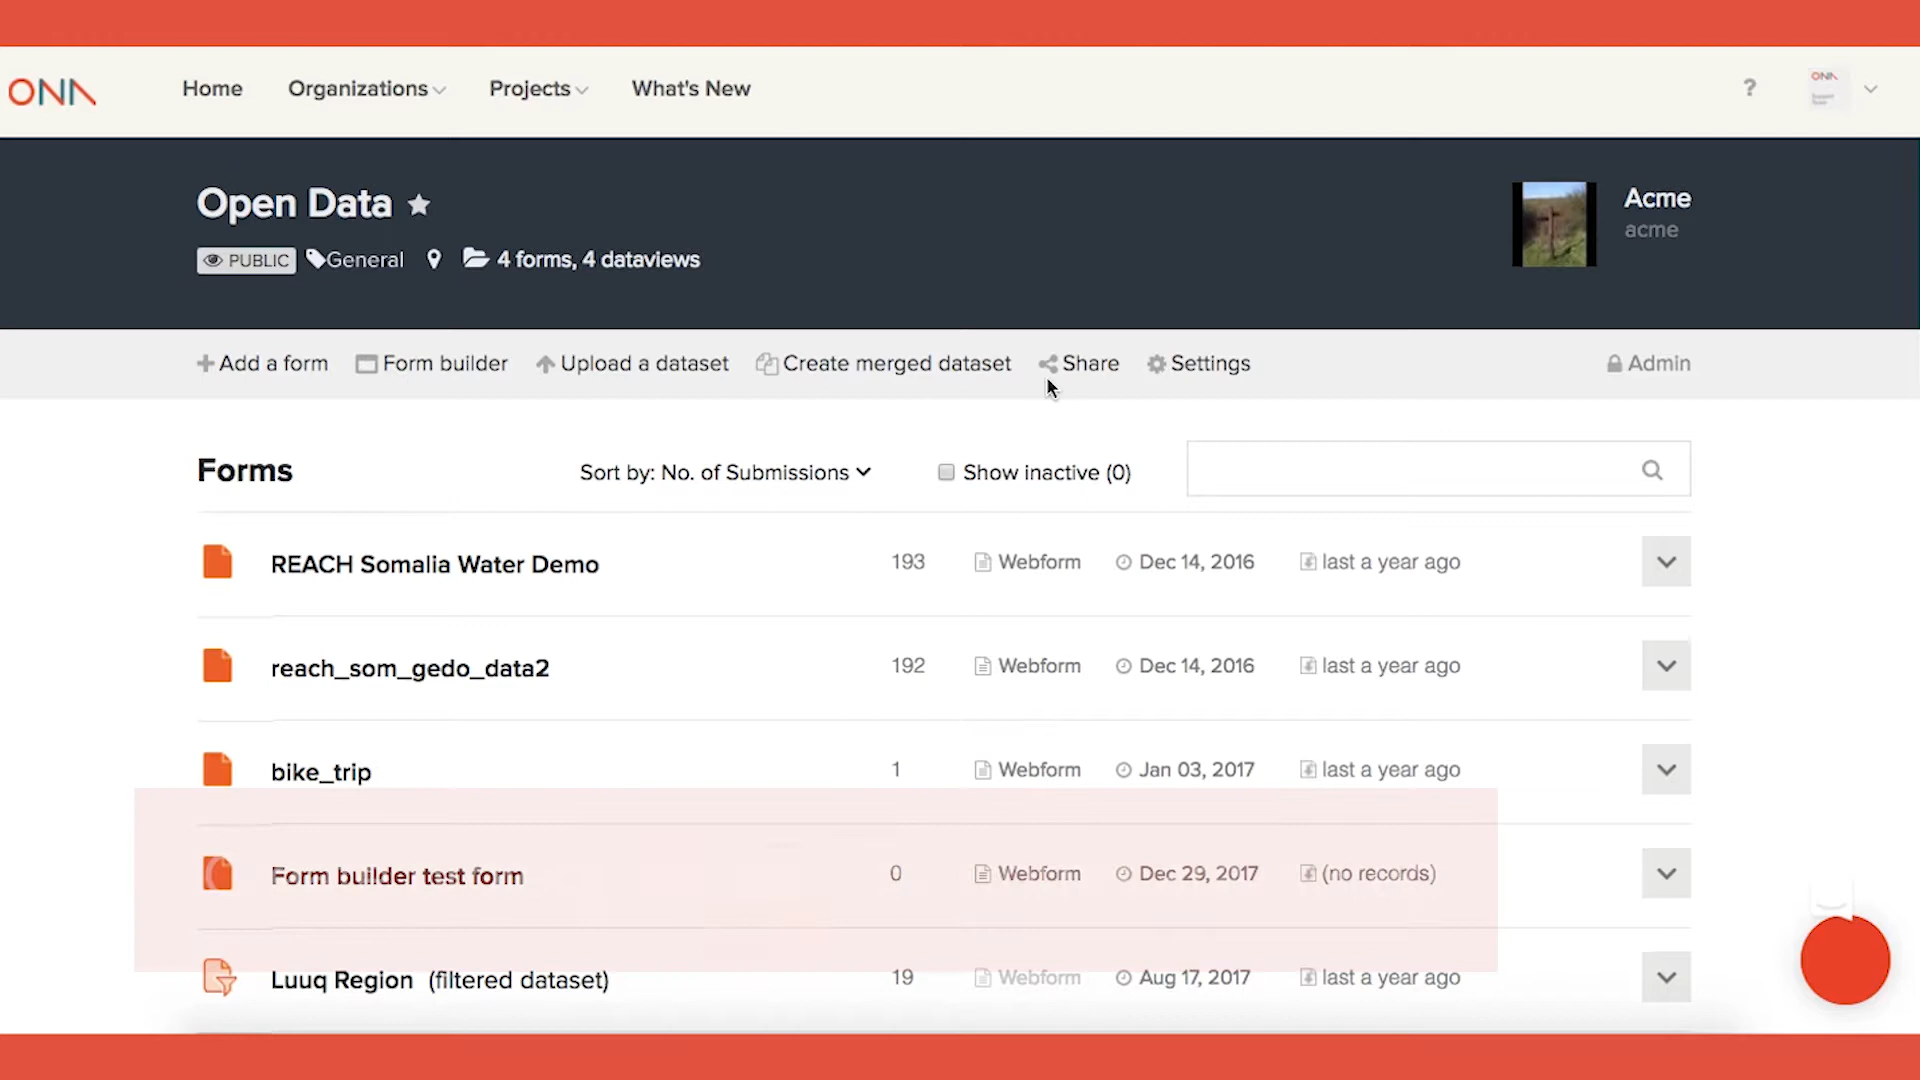 ONA Home Organizations Projects What's New ? ONA
Open Data
PUBLIC General 4 forms, 4 dataviews
Acme
acme
Add a form Form builder Upload a dataset Create merged dataset Share Settings Admin
Forms Sort by: No. of Submissions Show inactive (0)
REACH Somalia Water Demo 193 Webform Dec 14, 2016 last a year ago
reach_som_gedo_data2 192 Webform Dec 14, 2016 last a year ago
bike_trip 1 Webform Jan 03, 2017 last a year ago
Form builder test form 0 Webform Dec 29, 2017 (no records)
Luuq Region (filtered dataset) 19 Webform Aug 17, 2017 last a year ago